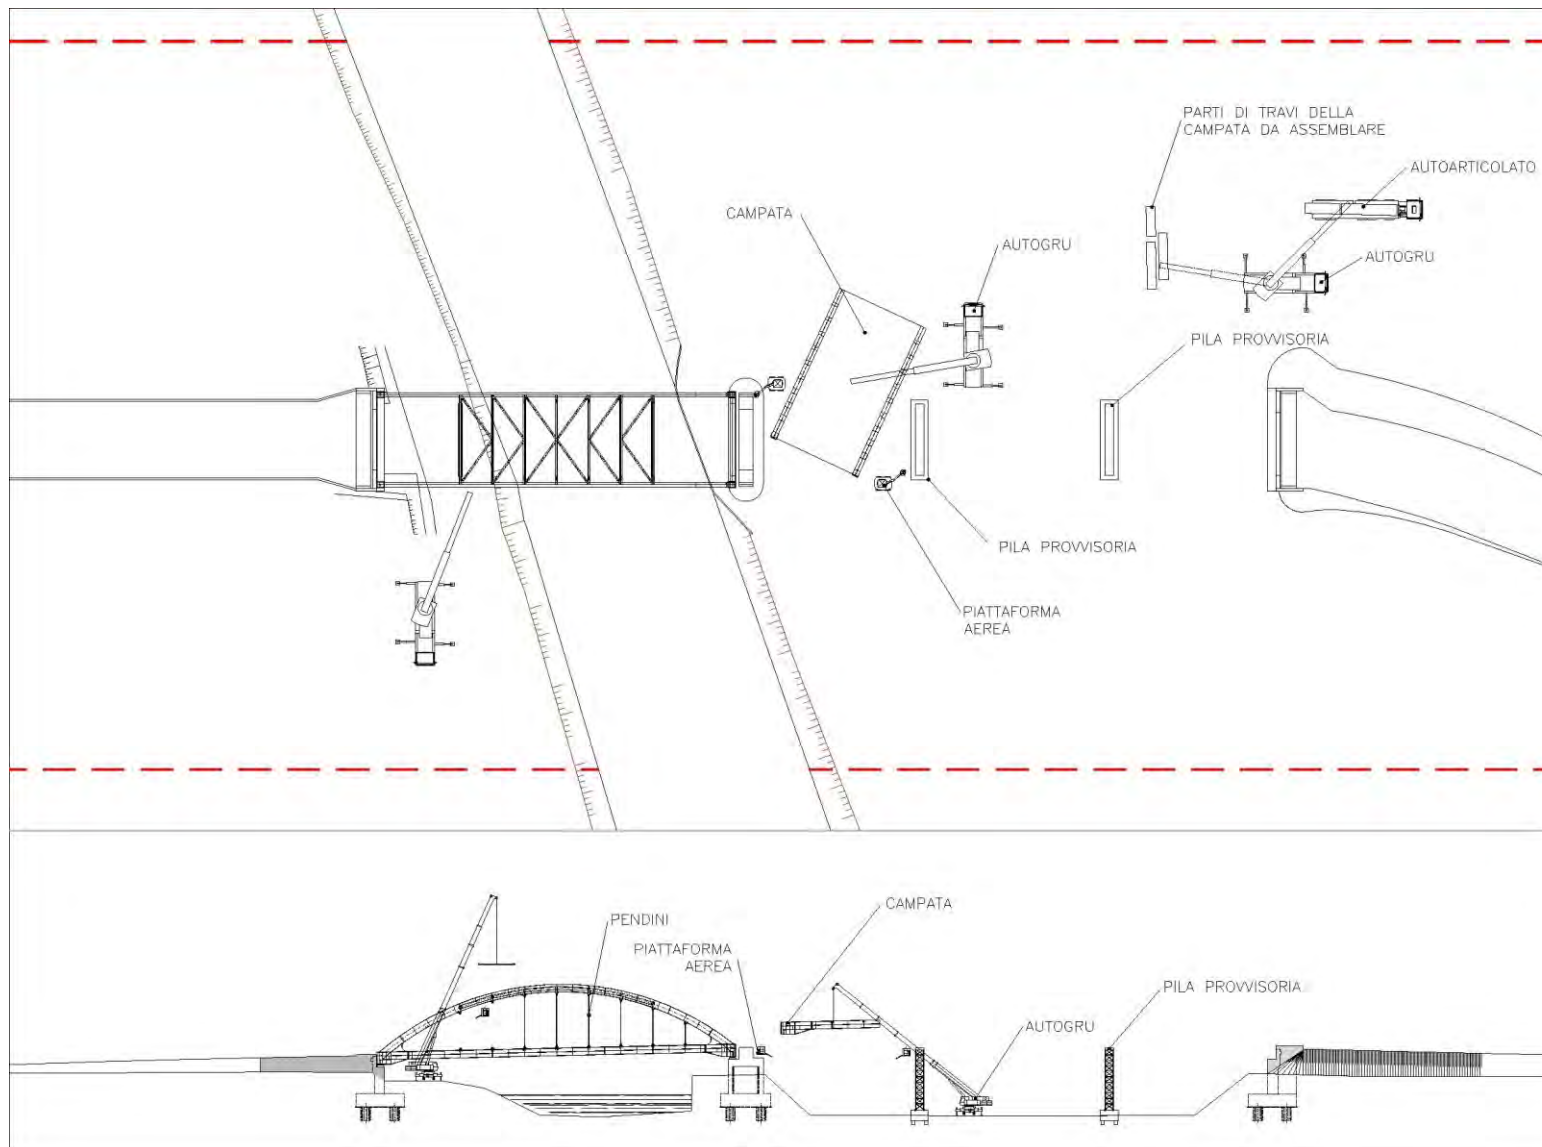 PARTI DI TRAVI DELLA
CAMPATA DA ASSEMBLARE
AUTOARTICOLATO
CAMPATA
AUTOGRU
AUTOGRU
PILA PROVVISORIA
PILA PROVVISORIA
PIATTAFORMA
AEREA
CAMPATA
PENDINI
PIATTAFORMA
AEREA
PILA PROVVISORIA
AUTOGRU